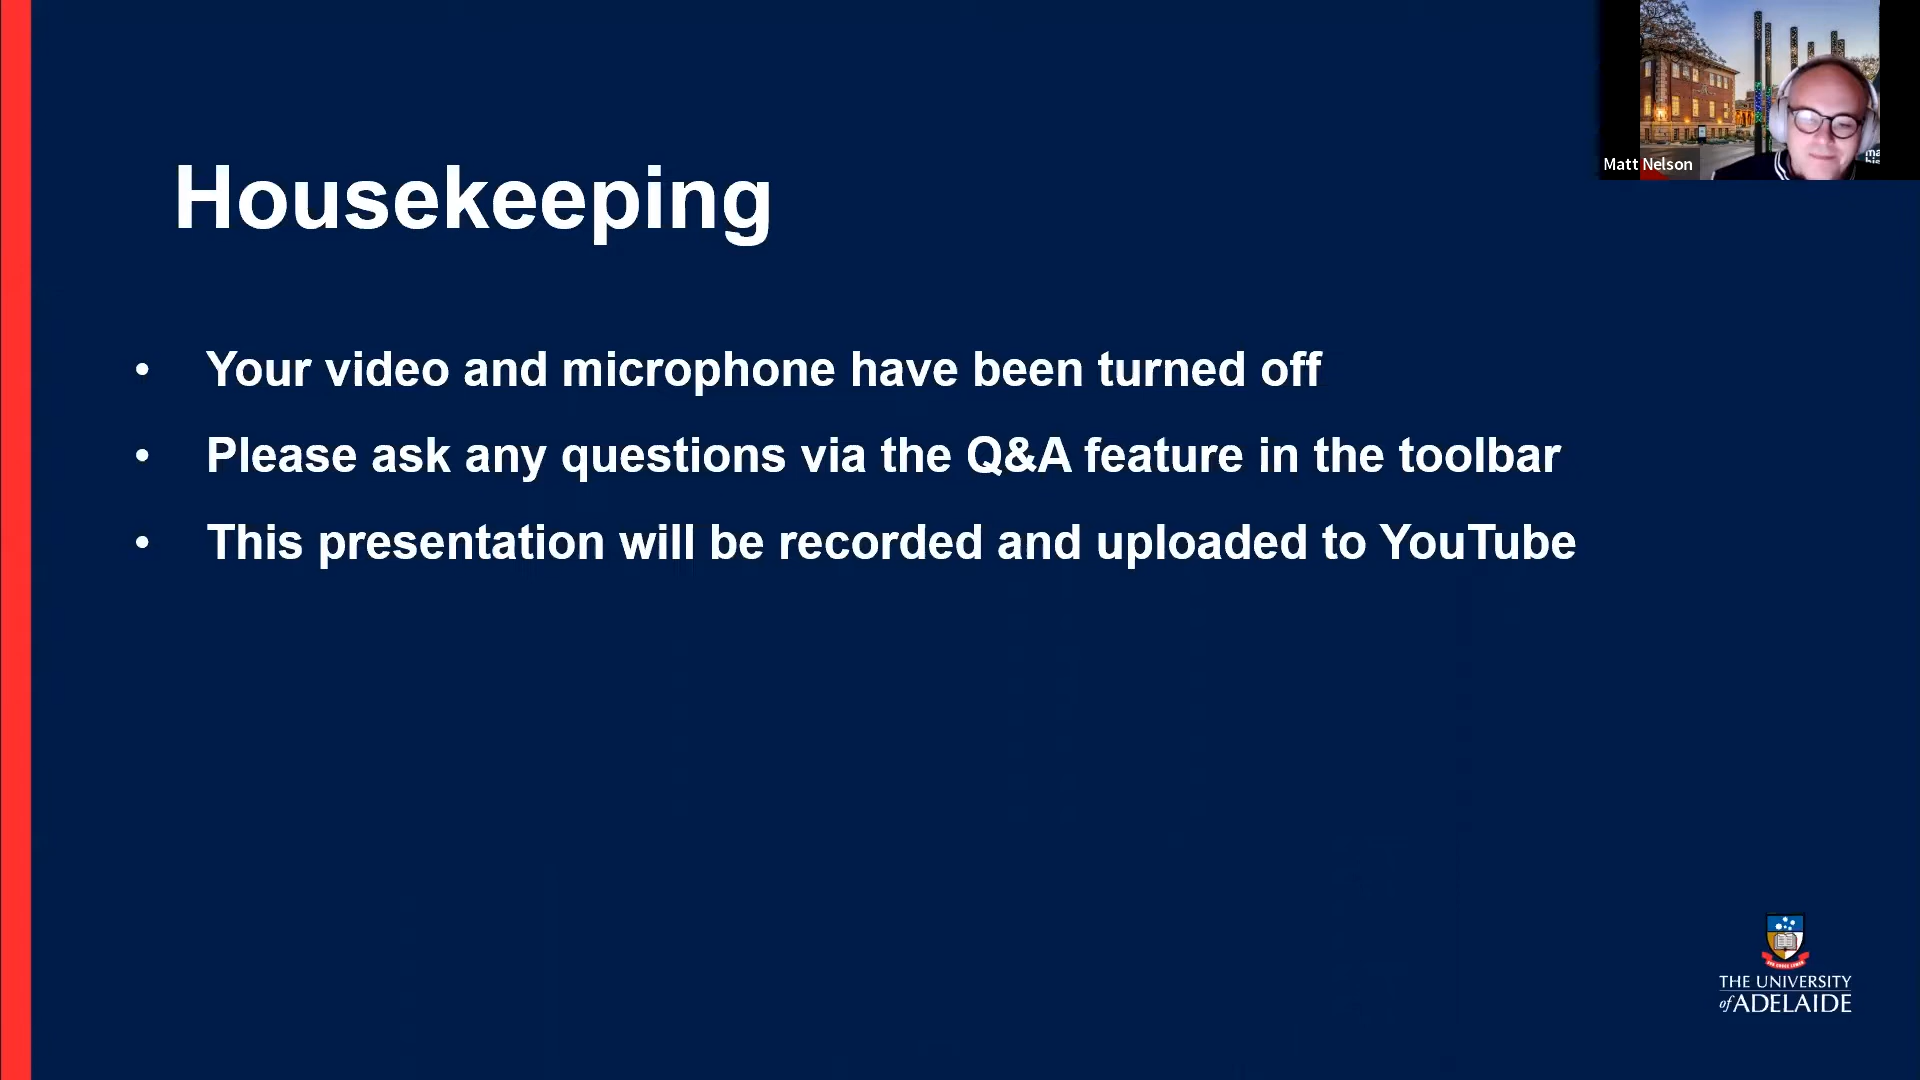 Housekeeping
• Your video and microphone have been turned off
• Please ask any questions via the Q&A feature in the toolbar
• This presentation will be recorded and uploaded to YouTube
Matt Nelson
THE UNIVERSITY
of ADELAIDE